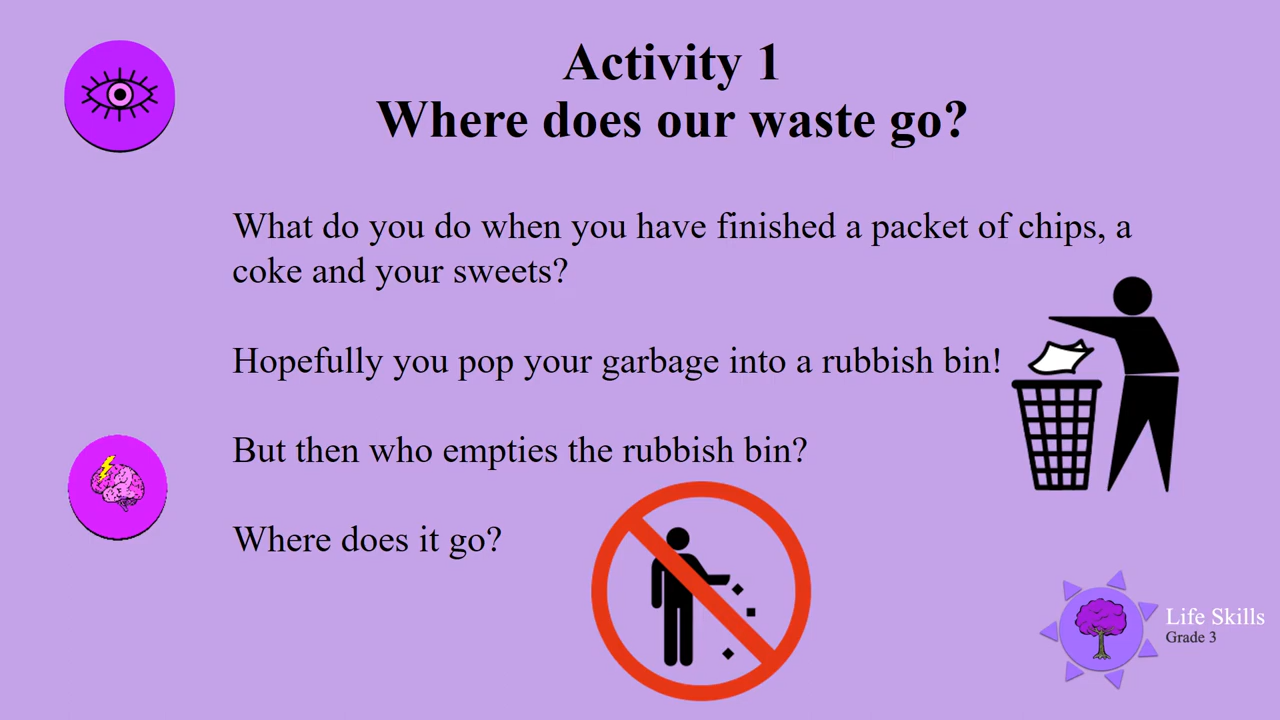 Activity 1
Where does our waste go?
What do you do when you have finished a packet of chips, a
coke and your sweets?
Hopefully you pop your garbage into a rubbish bin!
But then who empties the rubbish bin?
Where does it go?
Life Skills
Grade 3